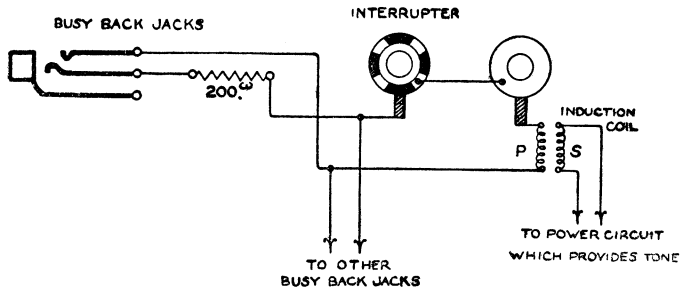 INTERRUPTER
BUSY BACK JACKS
200.ω
INDUCTION
COIL
P
S
TO POWER CIRCUIT
WHICH PROVIDES TONE
TO OTHER
BUSY BACK JACKS